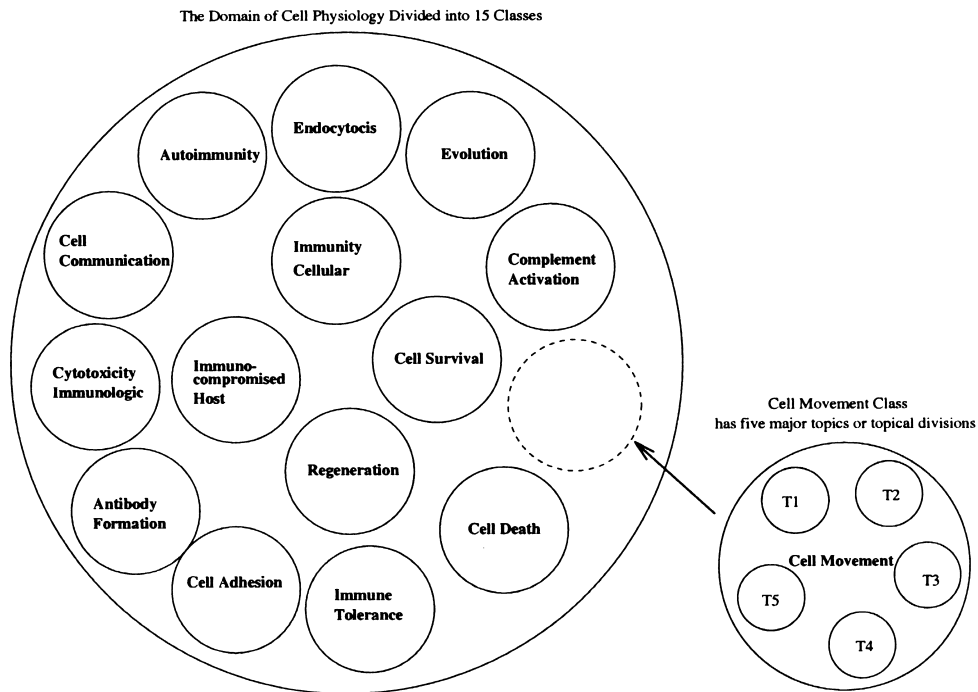 The Domain of Cell Physiology Divided into 15 Classes
Endocytocis
Autoimmunity
Evolution
Cell
Communication
Immunity
Cellular
Complement
Activation
Cytotoxicity
Immunologic
Immuno-
compromised
Host
Cell Survival
Cell Movement Class
has five major topics or topical divisions
Regeneration
Antibody
Formation
Cell Death
Cell Adhesion
Immune
Tolerance
T1
T2
Cell Movement
T3
T5
T4